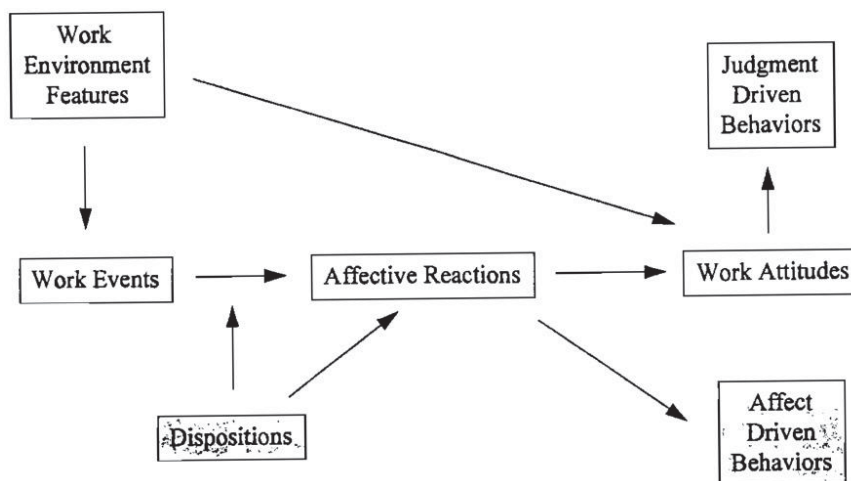 Work
Environment
Features
Judgment
Driven
Behaviors
Work Events
Affective Reactions
Work Attitudes
Dispositions
Affect
Driven
Behaviors